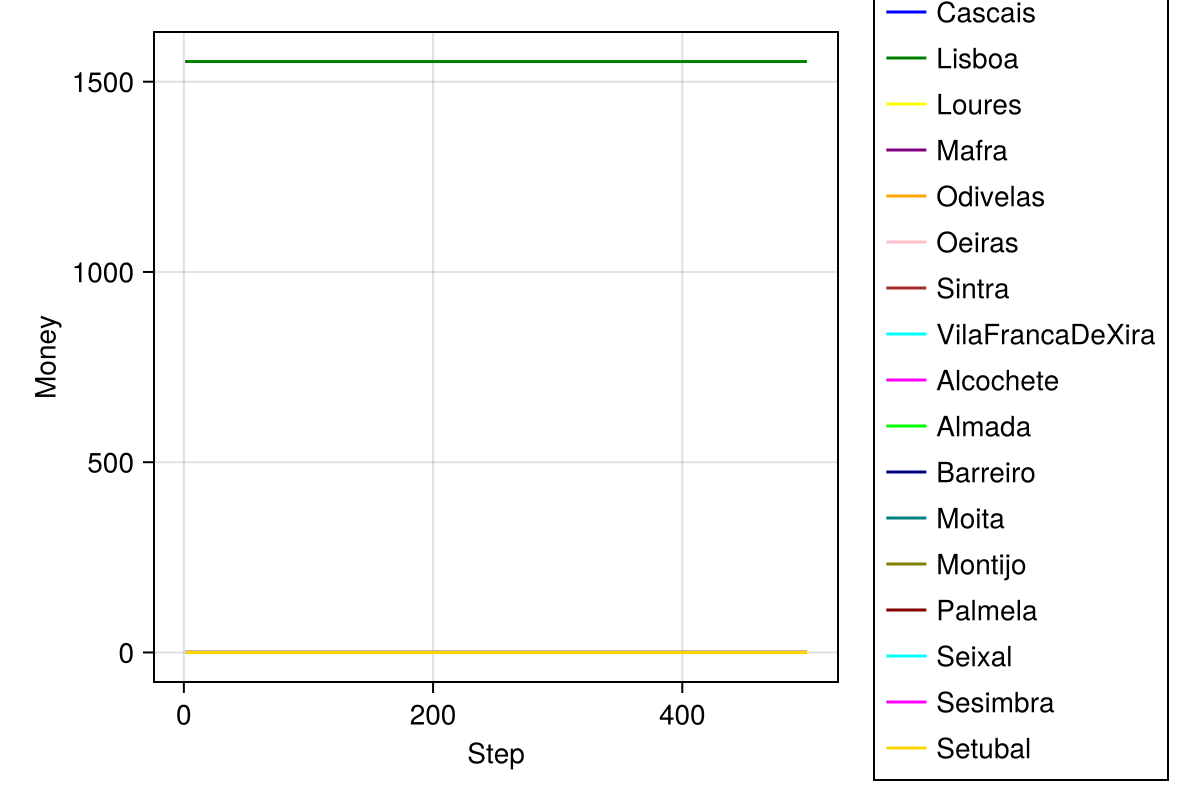 1500
1000
500
0
Money
0 200 400
Step
Cascais
Lisboa
Loures
Mafra
Odivelas
Oeiras
Sintra
VilaFrancaDeXira
Alcochete
Almada
Barreiro
Moita
Montijo
Palmela
Seixal
Sesimbra
Setubal